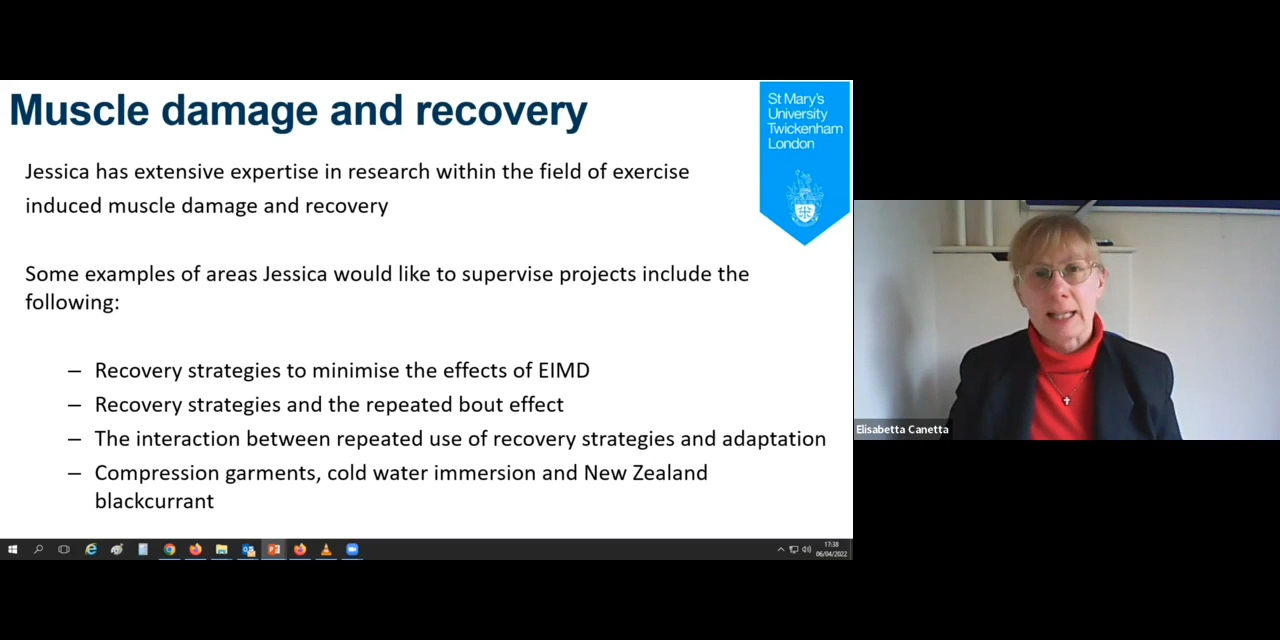 Muscle damage and recovery
St Mary's
University
Twickenham
London
Jessica has extensive expertise in research within the field of exercise
induced muscle damage and recovery
Some examples of areas Jessica would like to supervise projects include the
following:
– Recovery strategies to minimise the effects of EIMD
– Recovery strategies and the repeated bout effect
– The interaction between repeated use of recovery strategies and adaptation
– Compression garments, cold water immersion and New Zealand
blackcurrant
Elisabetta Canetta
17:38
06/04/2022